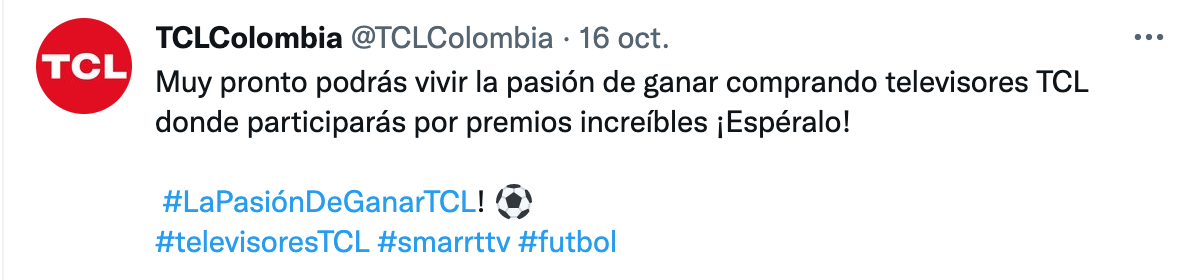 TCL
TCLColombia @TCLColombia · 16 oct.
Muy pronto podrás vivir la pasión de ganar comprando televisores TCL
donde participarás por premios increíbles ¡Espéralo!
#LaPasiónDeGanarTCL! ⚽
#televisoresTCL #smarrttv #futbol